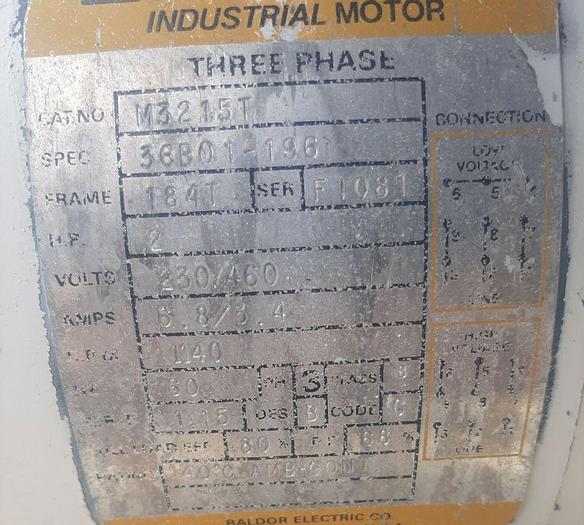 INDUSTRIAL MOTOR
THREE PHASE
CAT.NO M3215T
SPEC 36B01-196
FRAME 184T SER F1081
H.P. 2
VOLTS 230/460
AMPS 6.8/3.4
R.P.M. 1140
60 PH 3 CLASS B
1.15 DES B CODE
80 % P.F. 68 %
40°C AMB-CONT
CONNECTION
LOW
VOLTAGE
LINE
HIGH
VOLTAGE
LINE
BALDOR ELECTRIC CO.